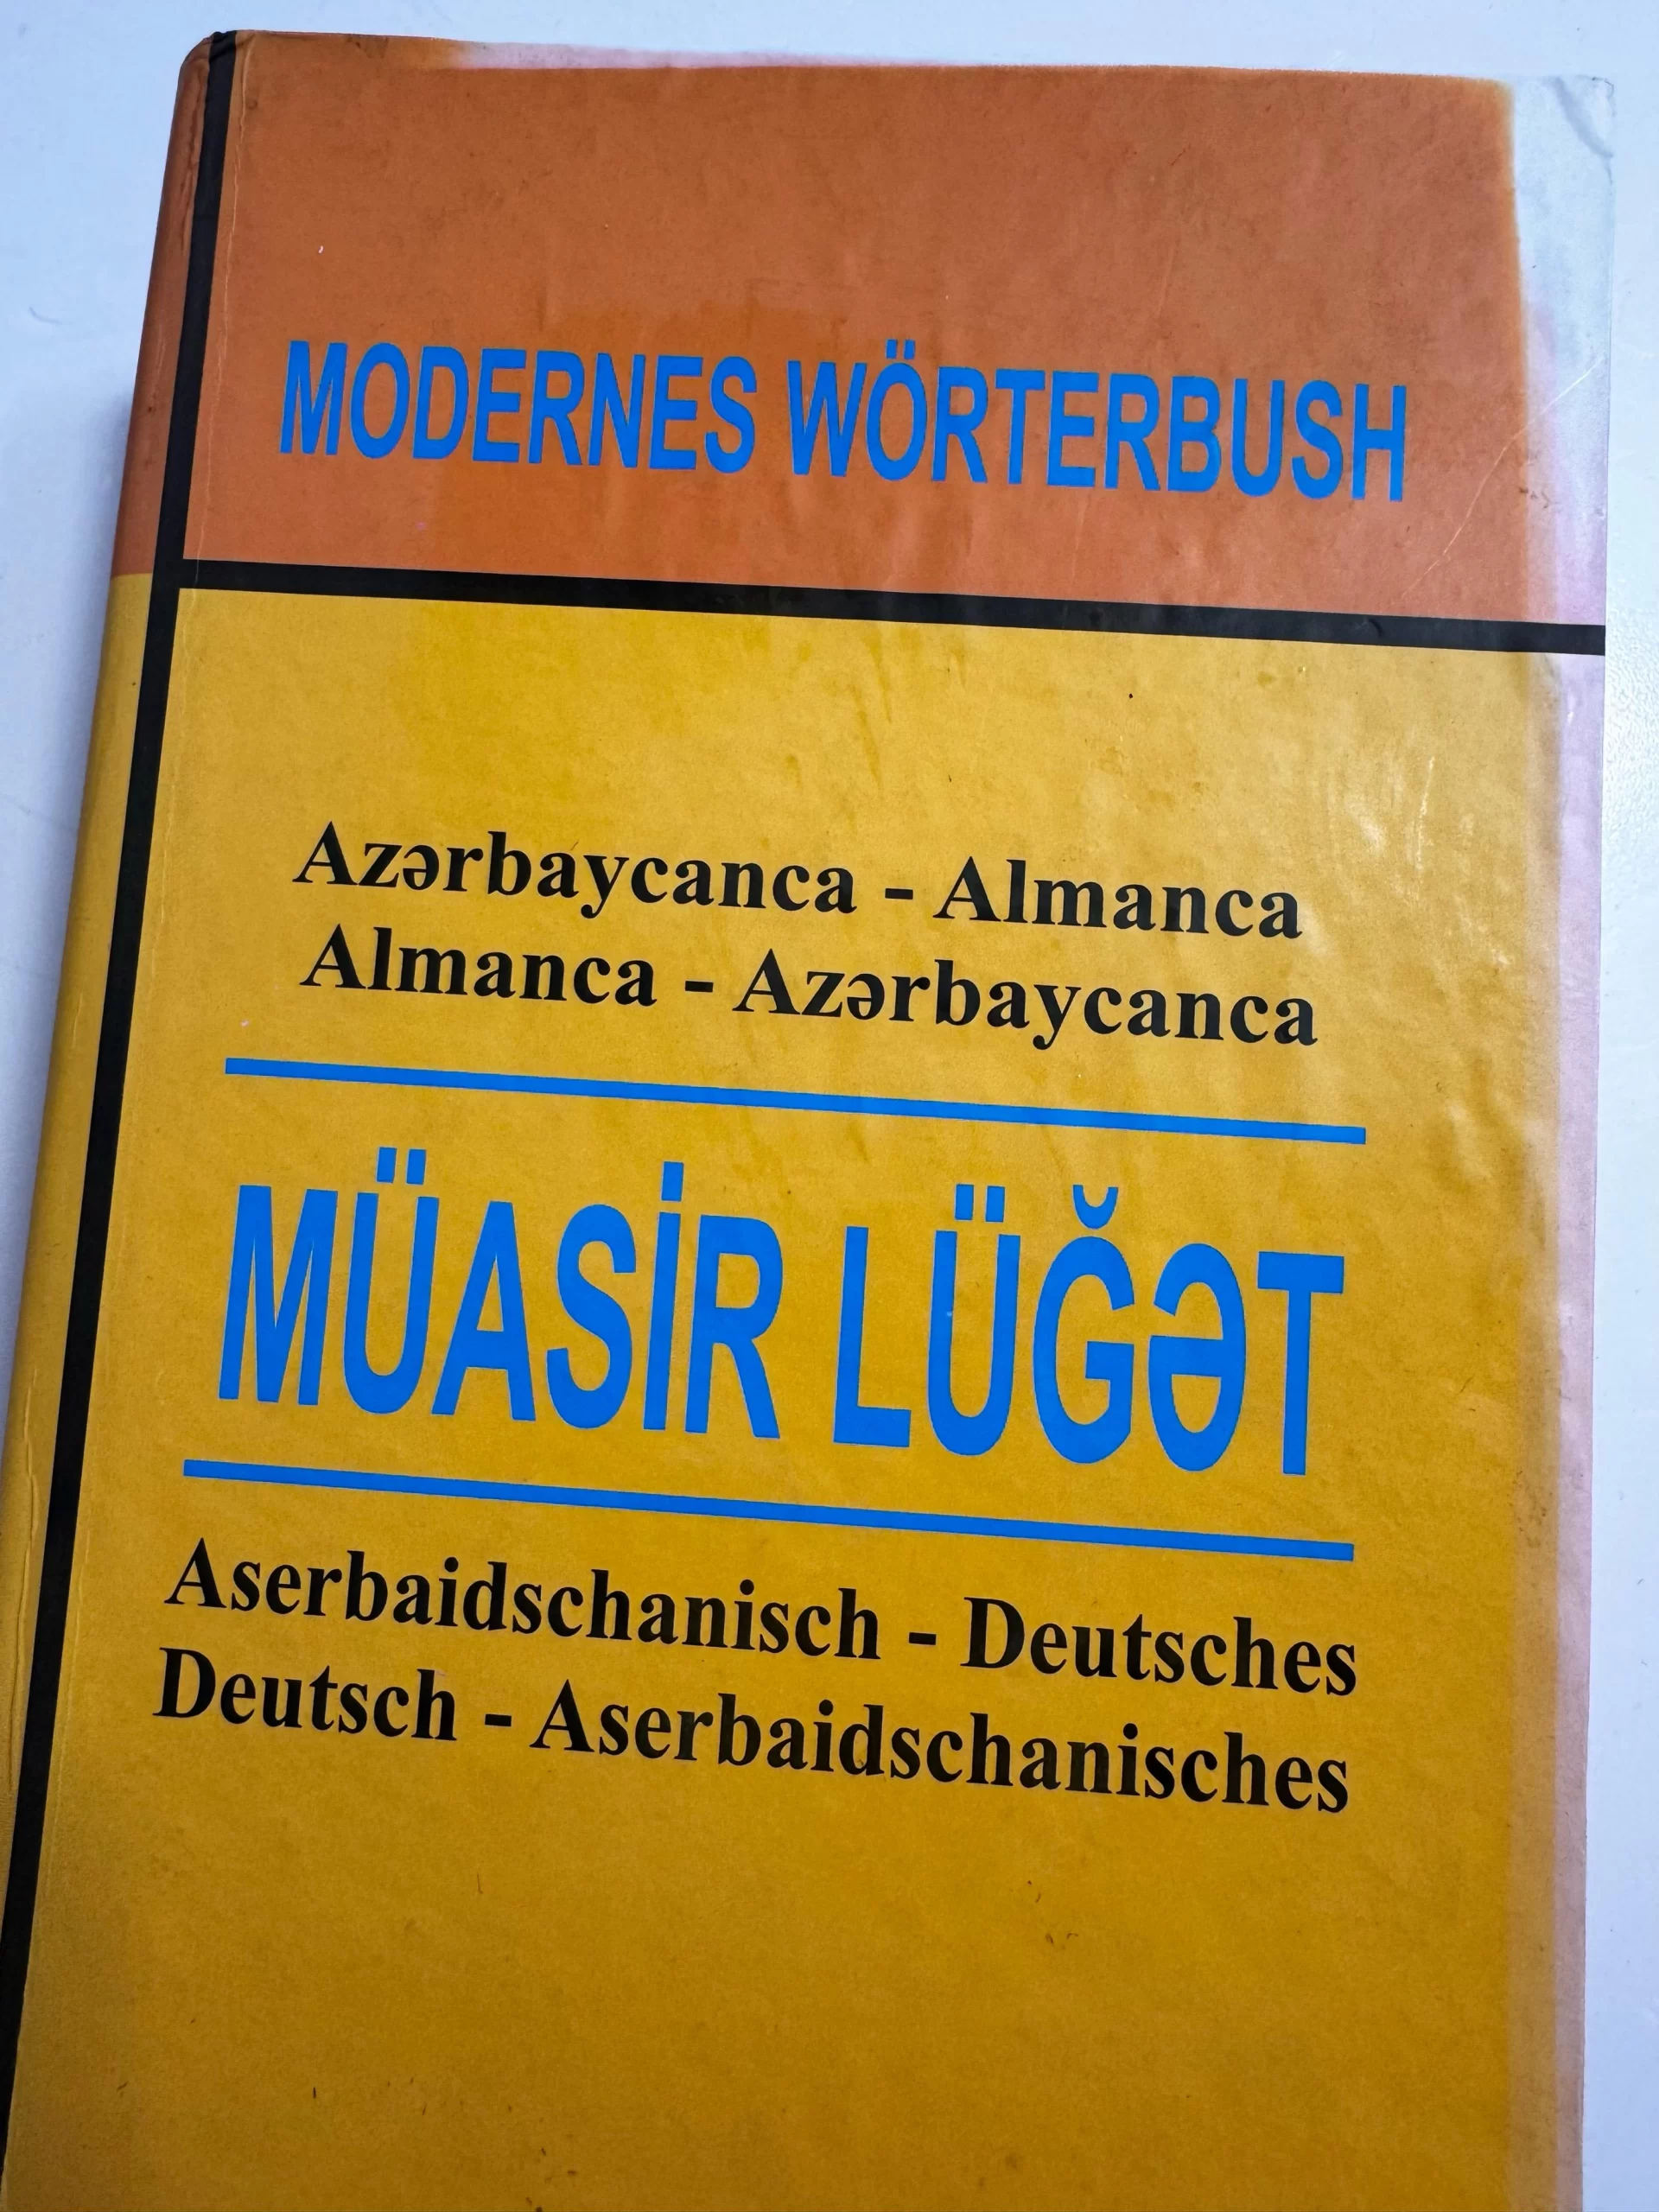 MODERNES WÖRTERBUSH
Azərbaycanca - Almanca
Almanca - Azərbaycanca
MÜASİR LÜĞƏT
Aserbaidschanisch - Deutsches
Deutsch - Aserbaidschanisches